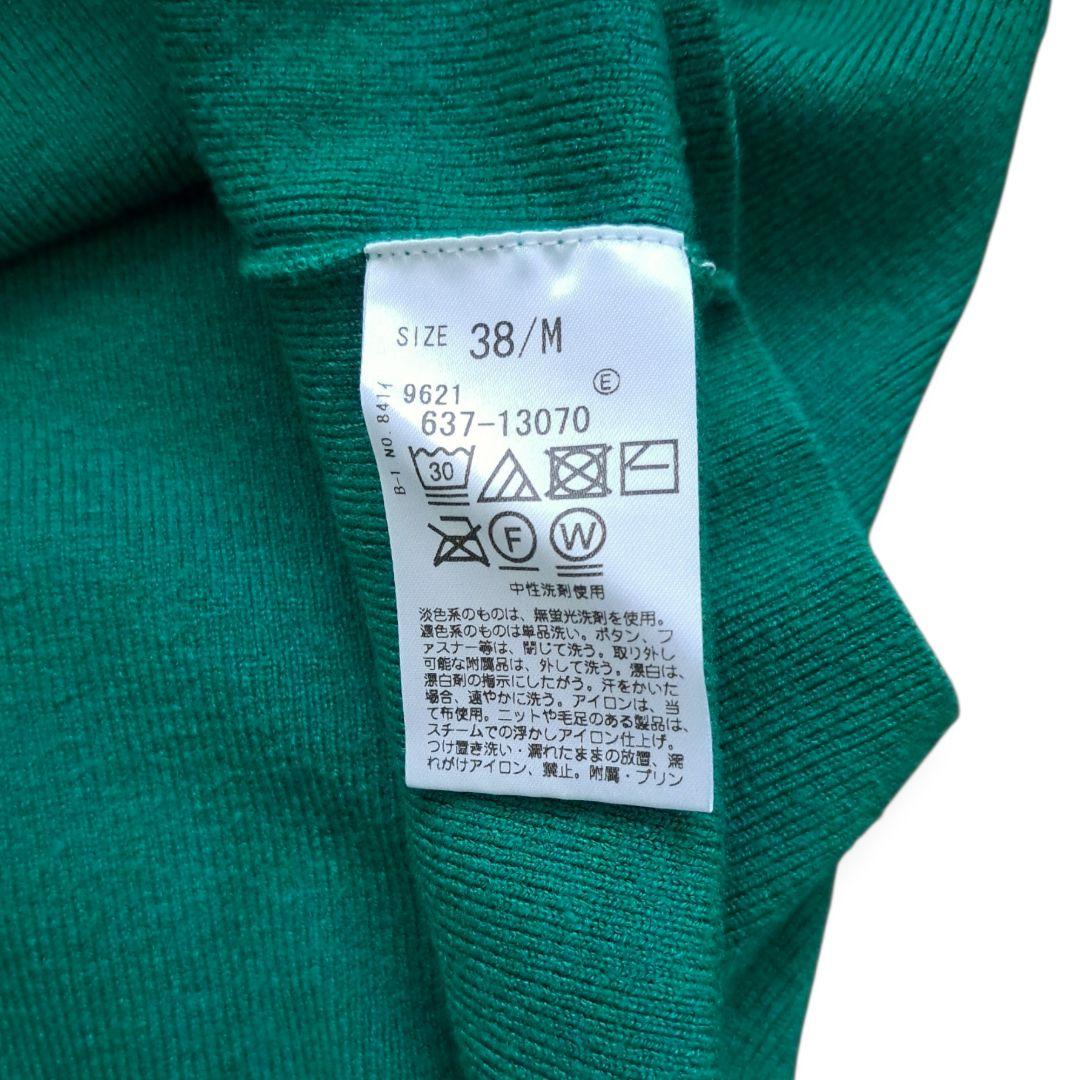 SIZE 38/M
E
9621
637-13070
B-1 NO. 8411
30
F W
中性洗剤使用
淡色系のものは、無蛍光洗剤を使用。
濃色系のものは単品洗い。ボタン、フ
ァスナー等は、閉じて洗う。取り外し
可能な附属品は、外して洗う。漂白は、
漂白剤の指示にしたがう。汗をかいた
場合、速やかに洗う。アイロンは、当
て布使用。ニットや毛足のある製品は、
スチームでの浮かしアイロン仕上げ。
つけ置き洗い・濡れたままの放置、濡
れがけアイロン、禁止。附属・プリン